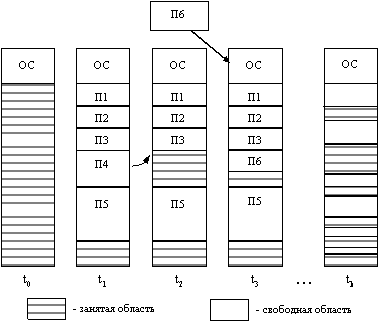 П6
ОС ОС ОС ОС ОС
П1 П1 П1
П2 П2 П2
П3 П3 П3
П4 П6
П5 П5 П5
t0 t1 t2 t3 ...
- занятая область - свободная область